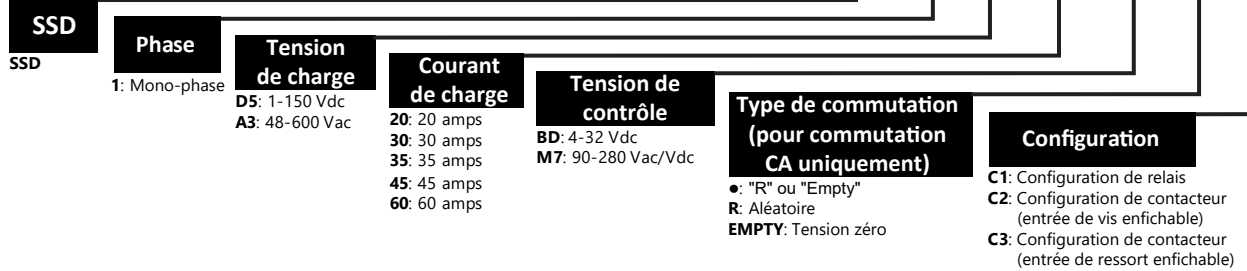 SSD
SSD
Phase
1: Mono-phase
Tension
de charge
D5: 1-150 Vdc
A3: 48-600 Vac
Courant
de charge
20: 20 amps
30: 30 amps
35: 35 amps
45: 45 amps
60: 60 amps
Tension de
contrôle
BD: 4-32 Vdc
M7: 90-280 Vac/Vdc
Type de commutation
(pour commutation
CA uniquement)
●: "R" ou "Empty"
R: Aléatoire
EMPTY: Tension zéro
Configuration
C1: Configuration de relais
C2: Configuration de contacteur
(entrée de vis enfichable)
C3: Configuration de contacteur
(entrée de ressort enfichable)